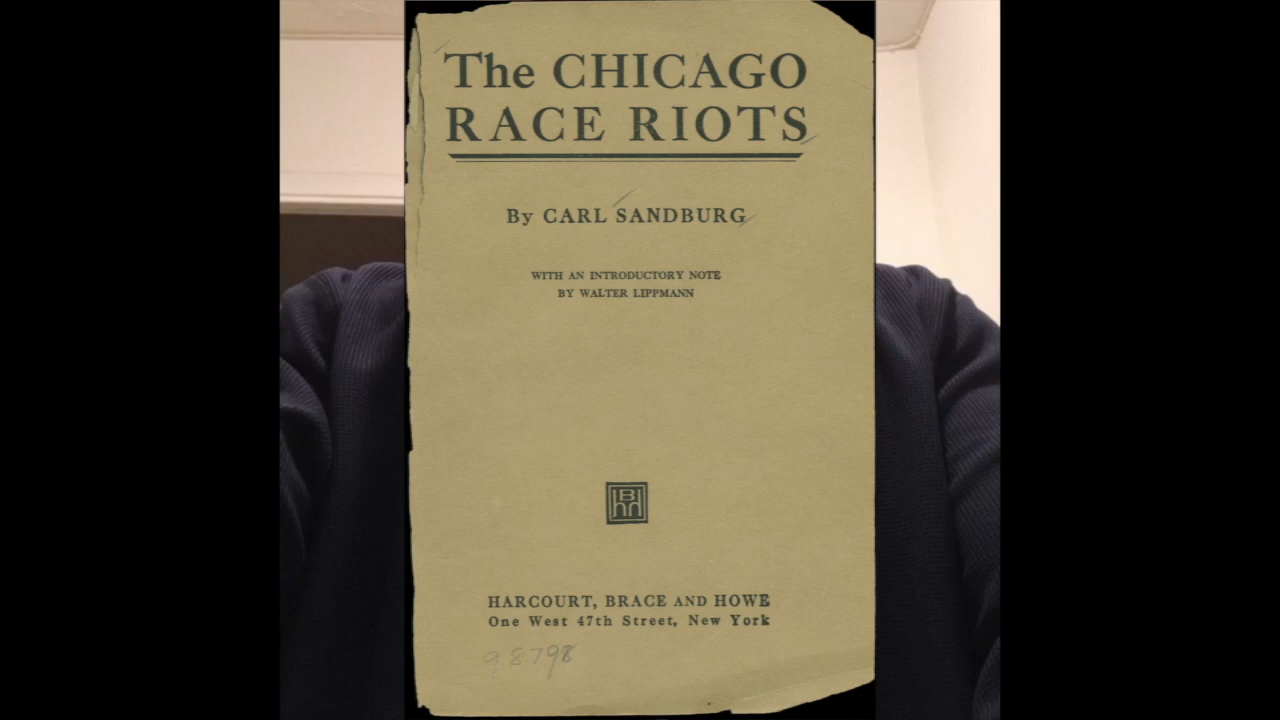 The CHICAGO
RACE RIOTS
By CARL SANDBURG
WITH AN INTRODUCTORY NOTE
BY WALTER LIPPMANN
HARCOURT, BRACE AND HOWE
One West 47th Street, New York
98798